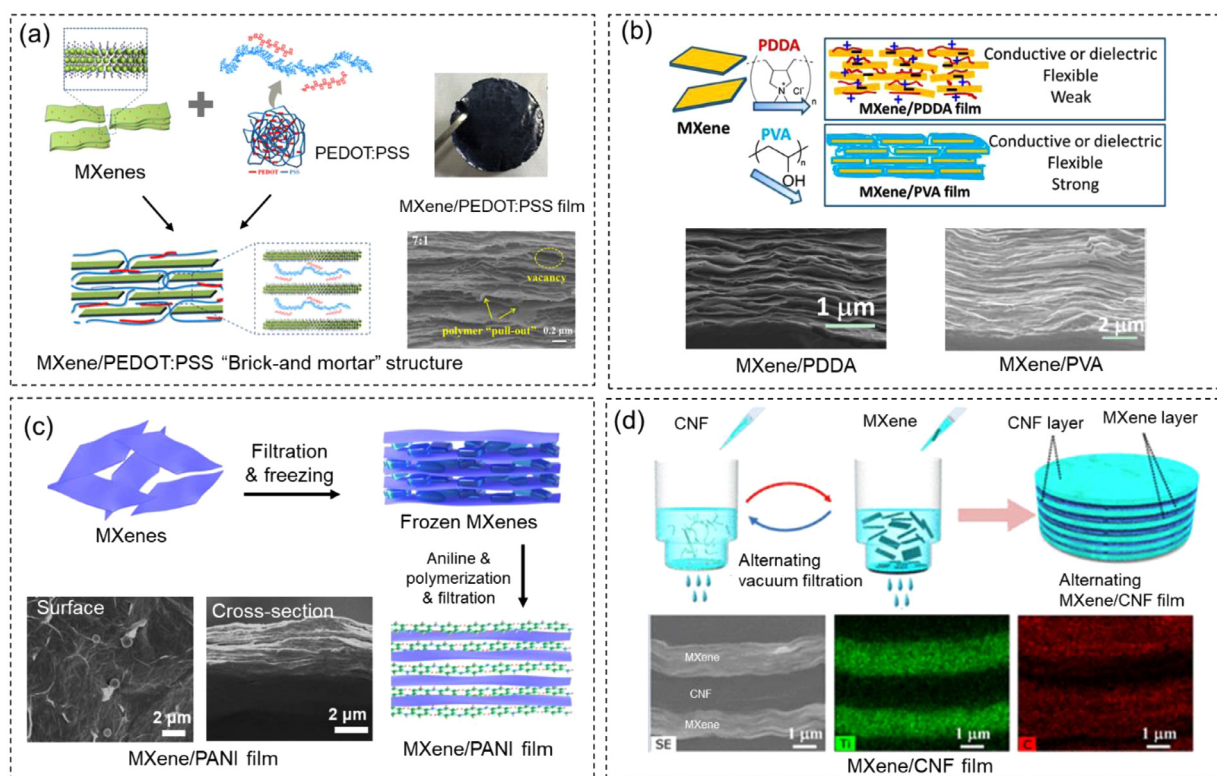 (a)
MXenes
PEDOT:PSS
PEDOT PSS
MXene/PEDOT:PSS film
7:1
vacancy
polymer "pull-out"
0.2 μm
MXene/PEDOT:PSS “Brick-and mortar” structure
(b)
MXene
PDDA
N
Cl⁻
n
PVA
n
OH
MXene/PDDA film
Conductive or dielectric
Flexible
Weak
MXene/PVA film
Conductive or dielectric
Flexible
Strong
1 μm
2 μm
MXene/PDDA
MXene/PVA
(c)
MXenes
Filtration
& freezing
Frozen MXenes
Aniline &
polymerization
& filtration
Surface
2 μm
Cross-section
2 μm
MXene/PANI film
MXene/PANI film
(d)
CNF
MXene
CNF layer
MXene layer
Alternating
vacuum filtration
Alternating
MXene/CNF film
MXene
CNF
MXene
SE
1 μm
Ti
1 μm
C
1 μm
MXene/CNF film